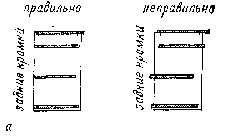 правильно
неправильно
задние кромки
задние кромки
а